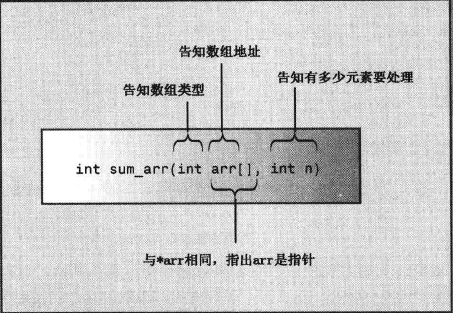 告知数组地址
告知有多少元素要处理
告知数组类型
int sum_arr(int arr[], int n)
与*arr相同，指出arr是指针